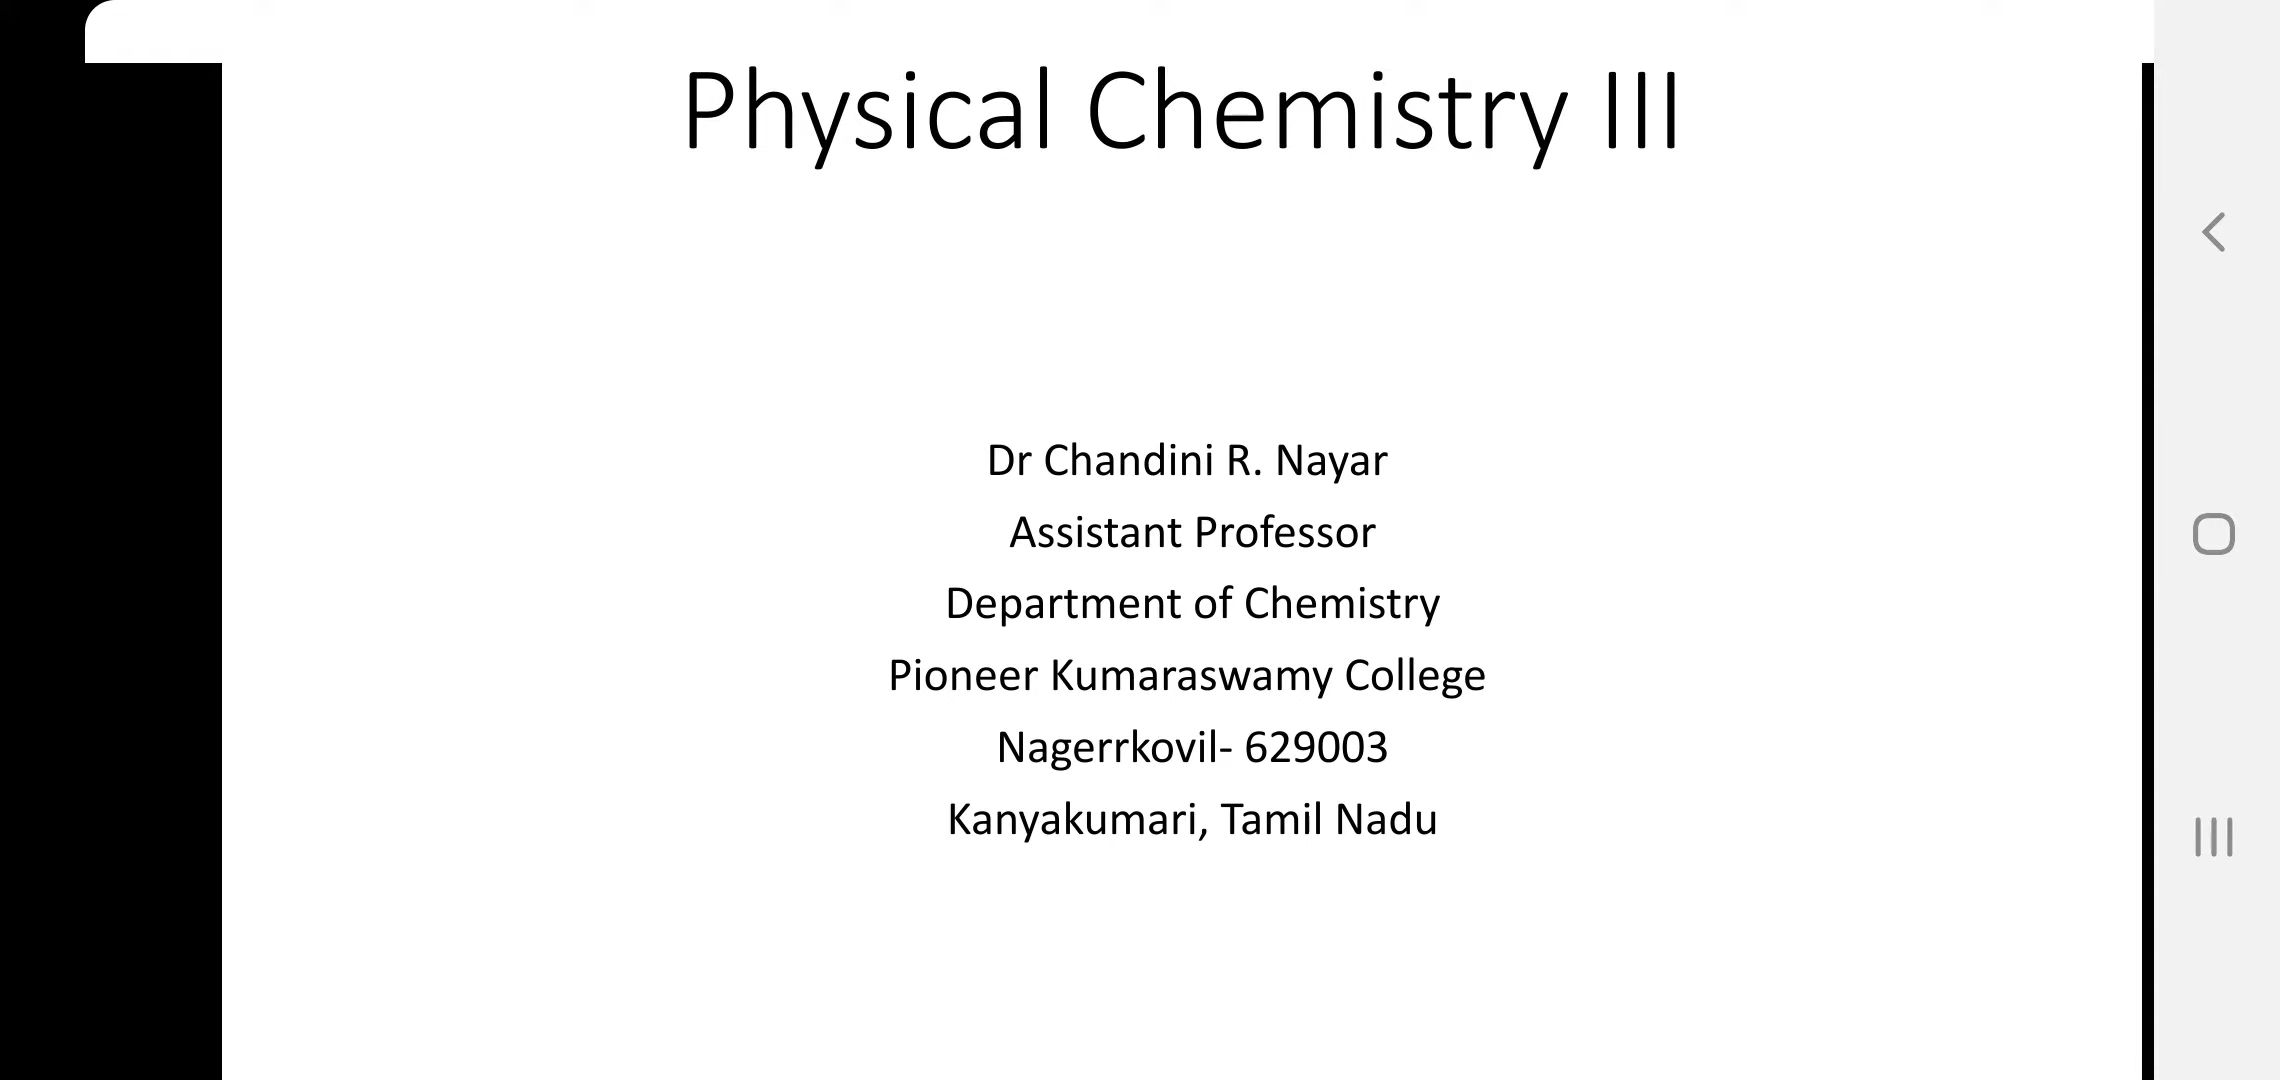 Physical Chemistry III
Dr Chandini R. Nayar
Assistant Professor
Department of Chemistry
Pioneer Kumaraswamy College
Nagerrkovil- 629003
Kanyakumari, Tamil Nadu